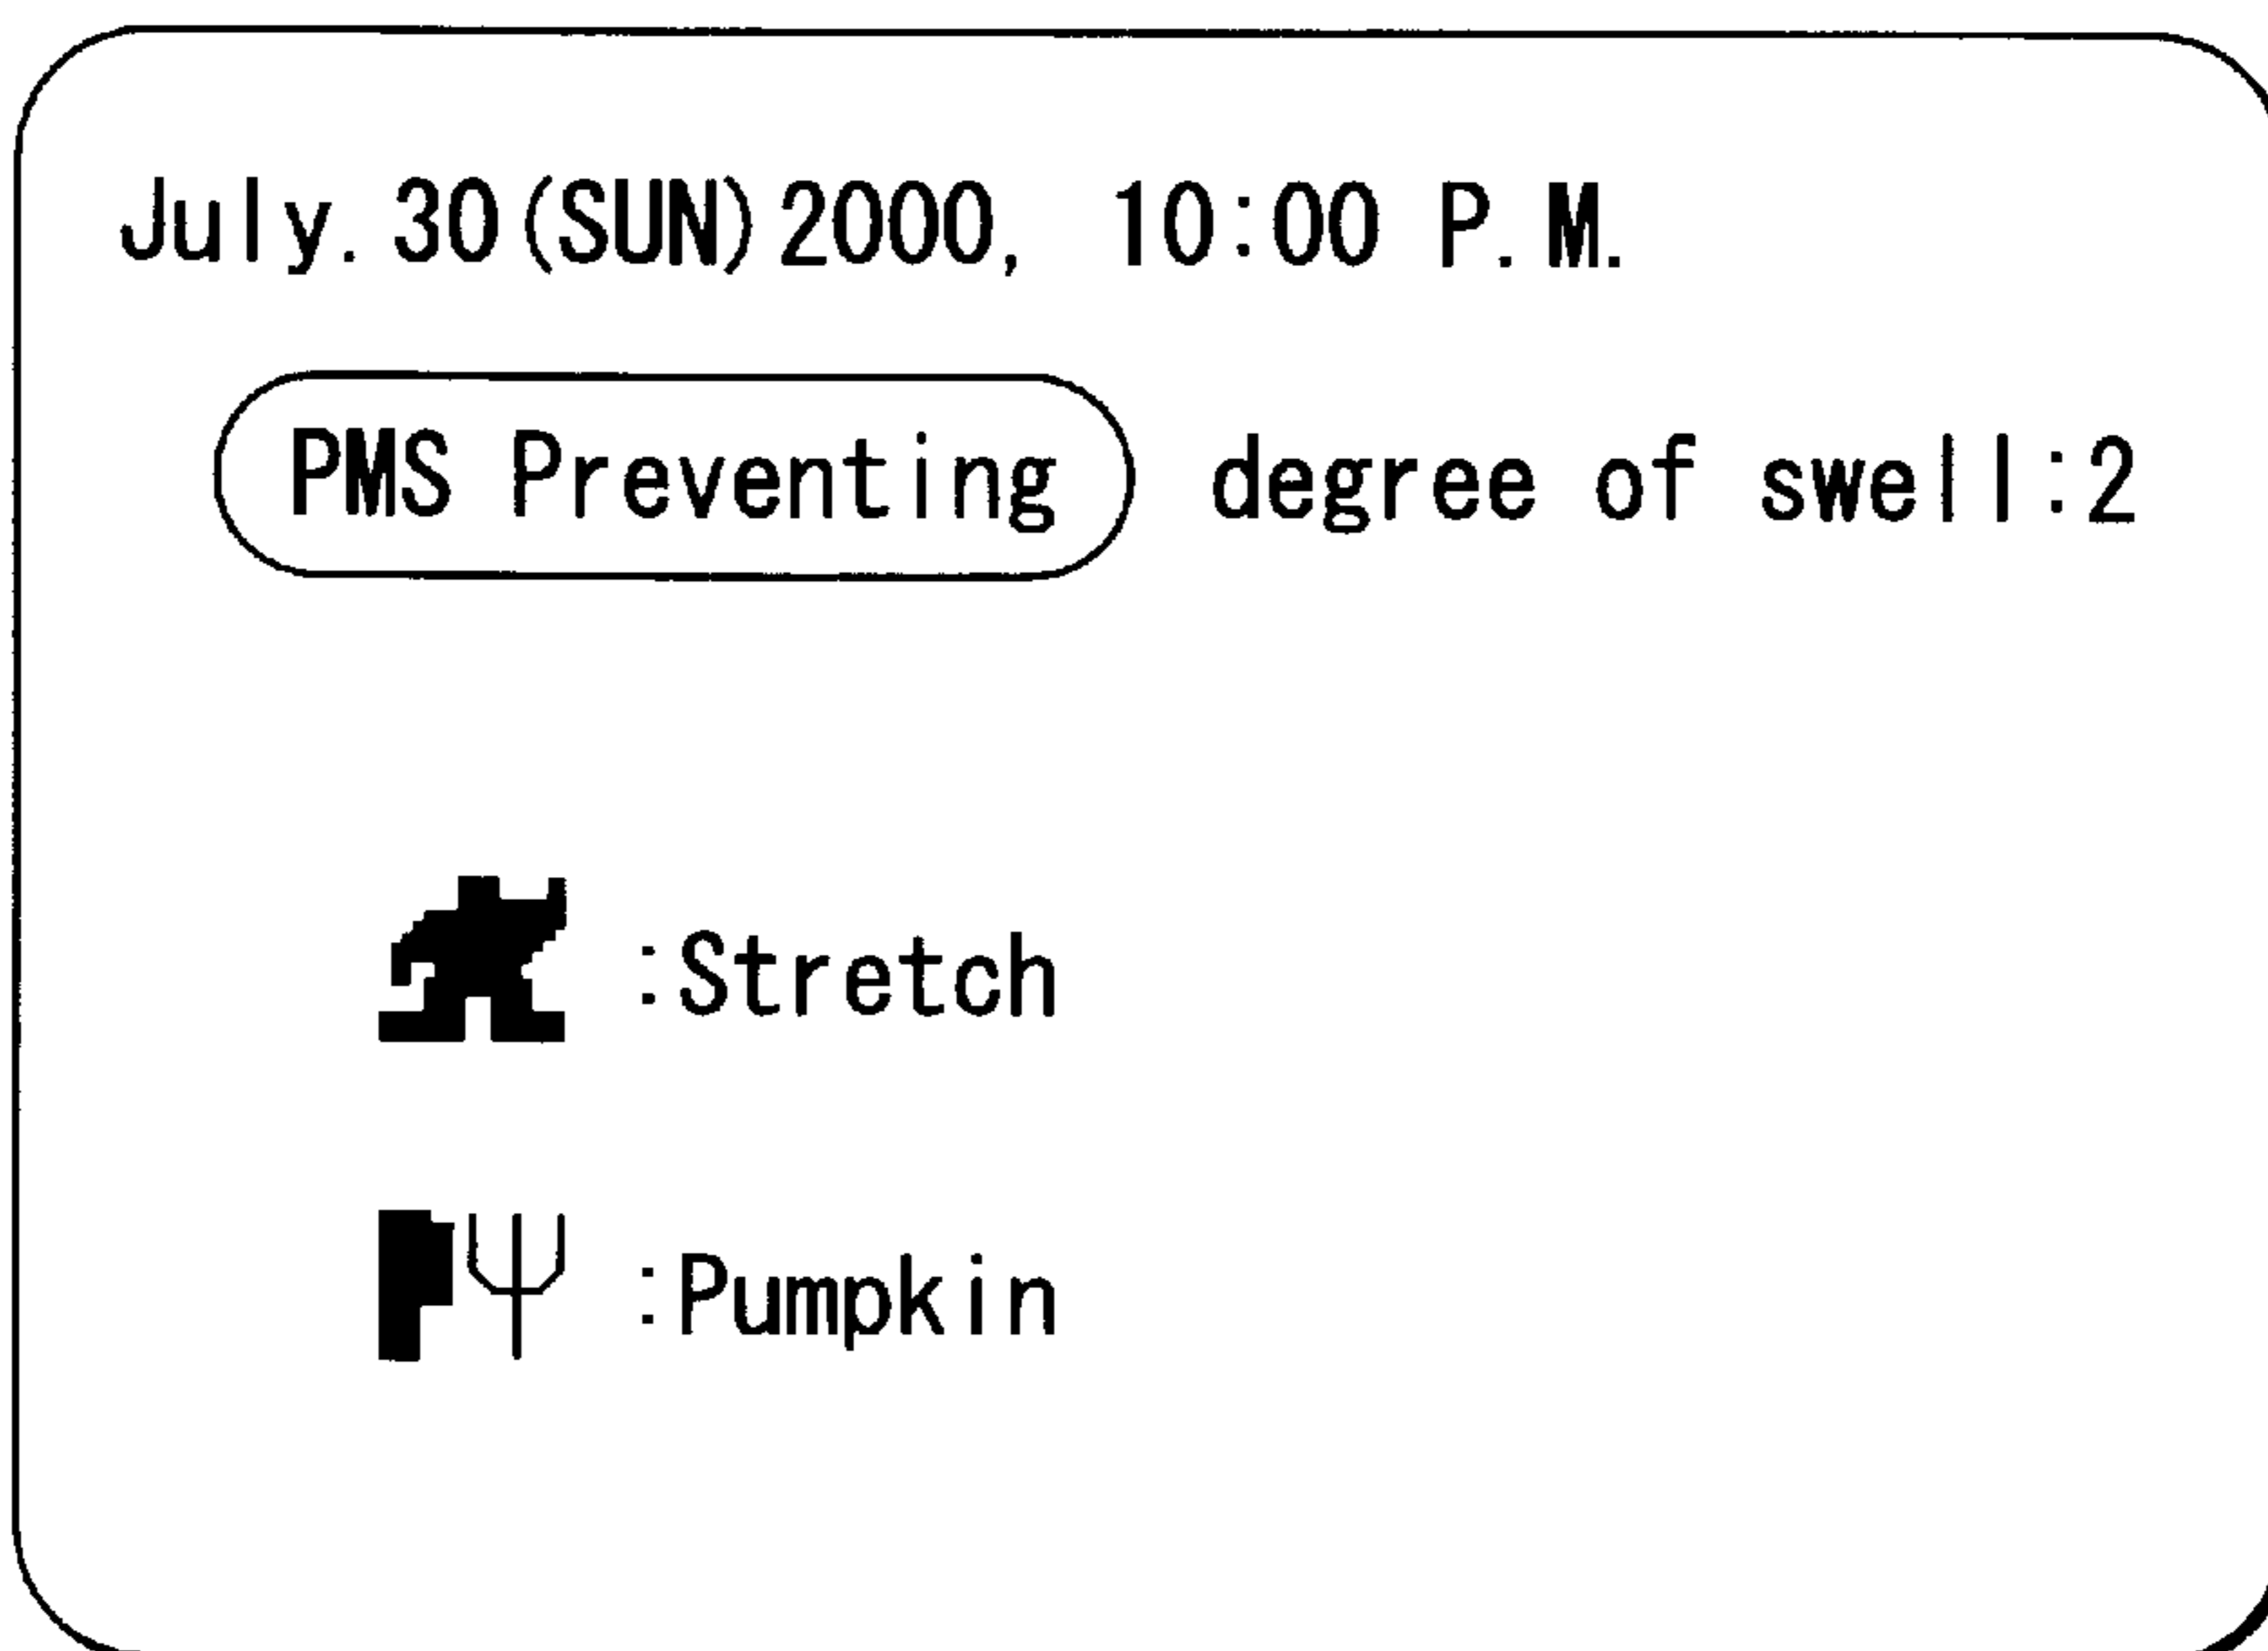 July. 30(SUN)2000, 10:00 P.M.
PMS Preventing degree of swell:2
:Stretch
:Pumpkin